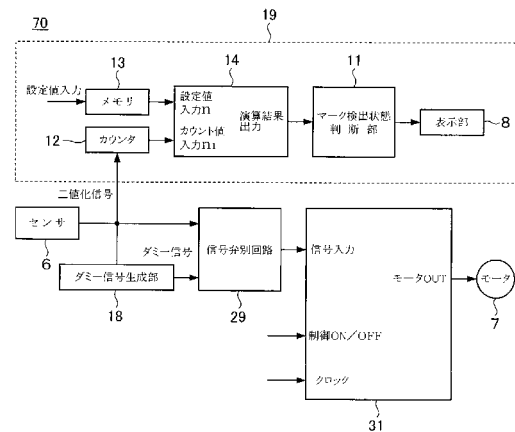 70
19
13
14
11
設定値入力
メモリ
設定値
入力n
演算結果
出力
マーク検出状態
判断部
表示部
8
12
カウンタ
カウント値
入力n1
二値化信号
センサ
6
ダミー信号
信号弁別回路
29
ダミー信号生成部
18
信号入力
モータOUT
モータ
7
制御ON/OFF
クロック
31